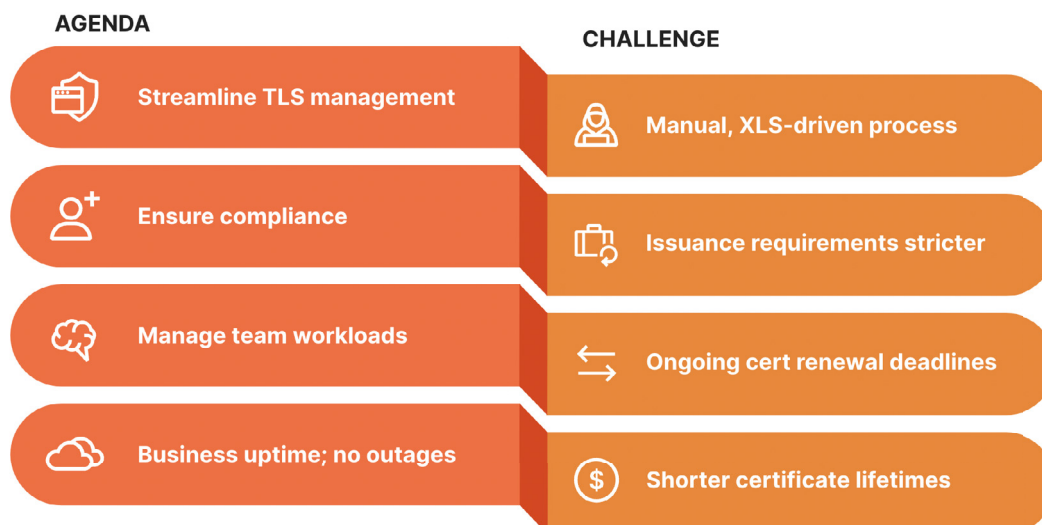 AGENDA
CHALLENGE
Streamline TLS management
Manual, XLS-driven process
Ensure compliance
Issuance requirements stricter
Manage team workloads
Ongoing cert renewal deadlines
Business uptime; no outages
Shorter certificate lifetimes
$